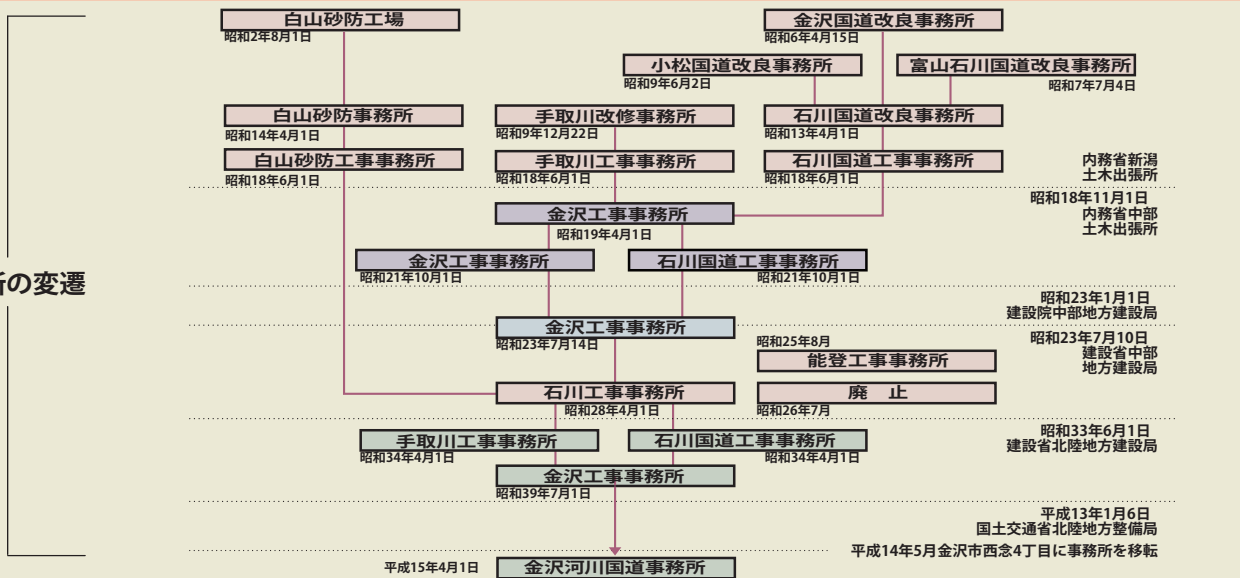 白山砂防工場
昭和2年8月1日
金沢国道改良事務所
昭和6年4月15日
小松国道改良事務所
昭和9年6月2日
富山石川国道改良事務所
昭和7年7月4日
白山砂防事務所
昭和14年4月1日
手取川改修事務所
昭和9年12月22日
石川国道改良事務所
昭和13年4月1日
白山砂防工事事務所
昭和18年6月1日
手取川工事事務所
昭和18年6月1日
石川国道工事事務所
昭和18年6月1日
内務省新潟
土木出張所
昭和18年11月1日
内務省中部
土木出張所
金沢工事事務所
昭和19年4月1日
金沢工事事務所
昭和21年10月1日
石川国道工事事務所
昭和21年10月1日
の変遷
昭和23年1月1日
建設院中部地方建設局
金沢工事事務所
昭和23年7月14日
昭和23年7月10日
建設省中部
地方建設局
昭和25年8月
能登工事事務所
石川工事事務所
昭和28年4月1日
廃 止
昭和26年7月
昭和33年6月1日
建設省北陸地方建設局
手取川工事事務所
昭和34年4月1日
石川国道工事事務所
昭和34年4月1日
金沢工事事務所
昭和39年7月1日
平成13年1月6日
国土交通省北陸地方整備局
平成14年5月金沢市西念4丁目に事務所を移転
平成15年4月1日
金沢河川国道事務所